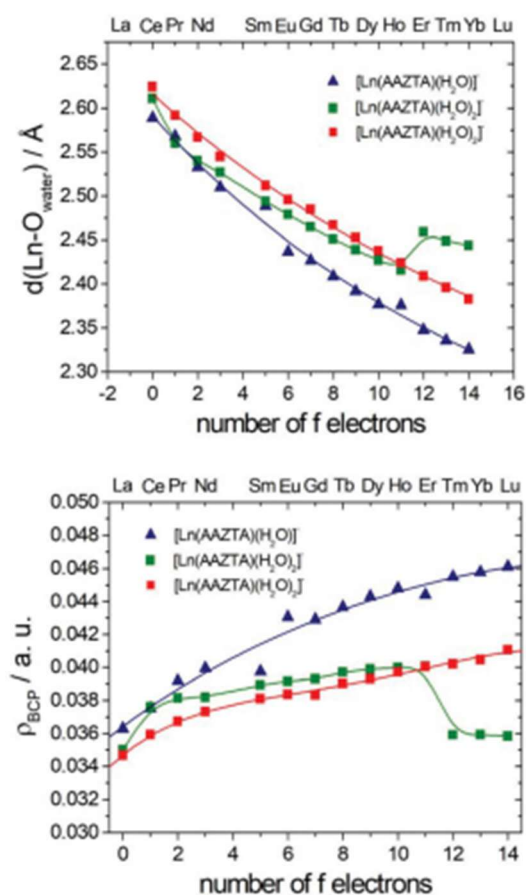 La Ce Pr Nd Sm Eu Gd Tb Dy Ho Er Tm Yb Lu
2.65
2.60
2.55
2.50
2.45
2.40
2.35
2.30
d(Ln-O_water) / Å
[Ln(AAZTA)(H₂O)]⁻
[Ln(AAZTA)(H₂O)₂]⁻
[Ln(AAZTA)(H₂O)₂]⁻
-2 0 2 4 6 8 10 12 14 16
number of f electrons
La Ce Pr Nd Sm Eu Gd Tb Dy Ho Er Tm Yb Lu
0.050
0.048
0.046
0.044
0.042
0.040
0.038
0.036
0.034
0.032
0.030
ρ_BCP / a. u.
[Ln(AAZTA)(H₂O)]⁻
[Ln(AAZTA)(H₂O)₂]⁻
[Ln(AAZTA)(H₂O)₂]⁻
0 2 4 6 8 10 12 14
number of f electrons